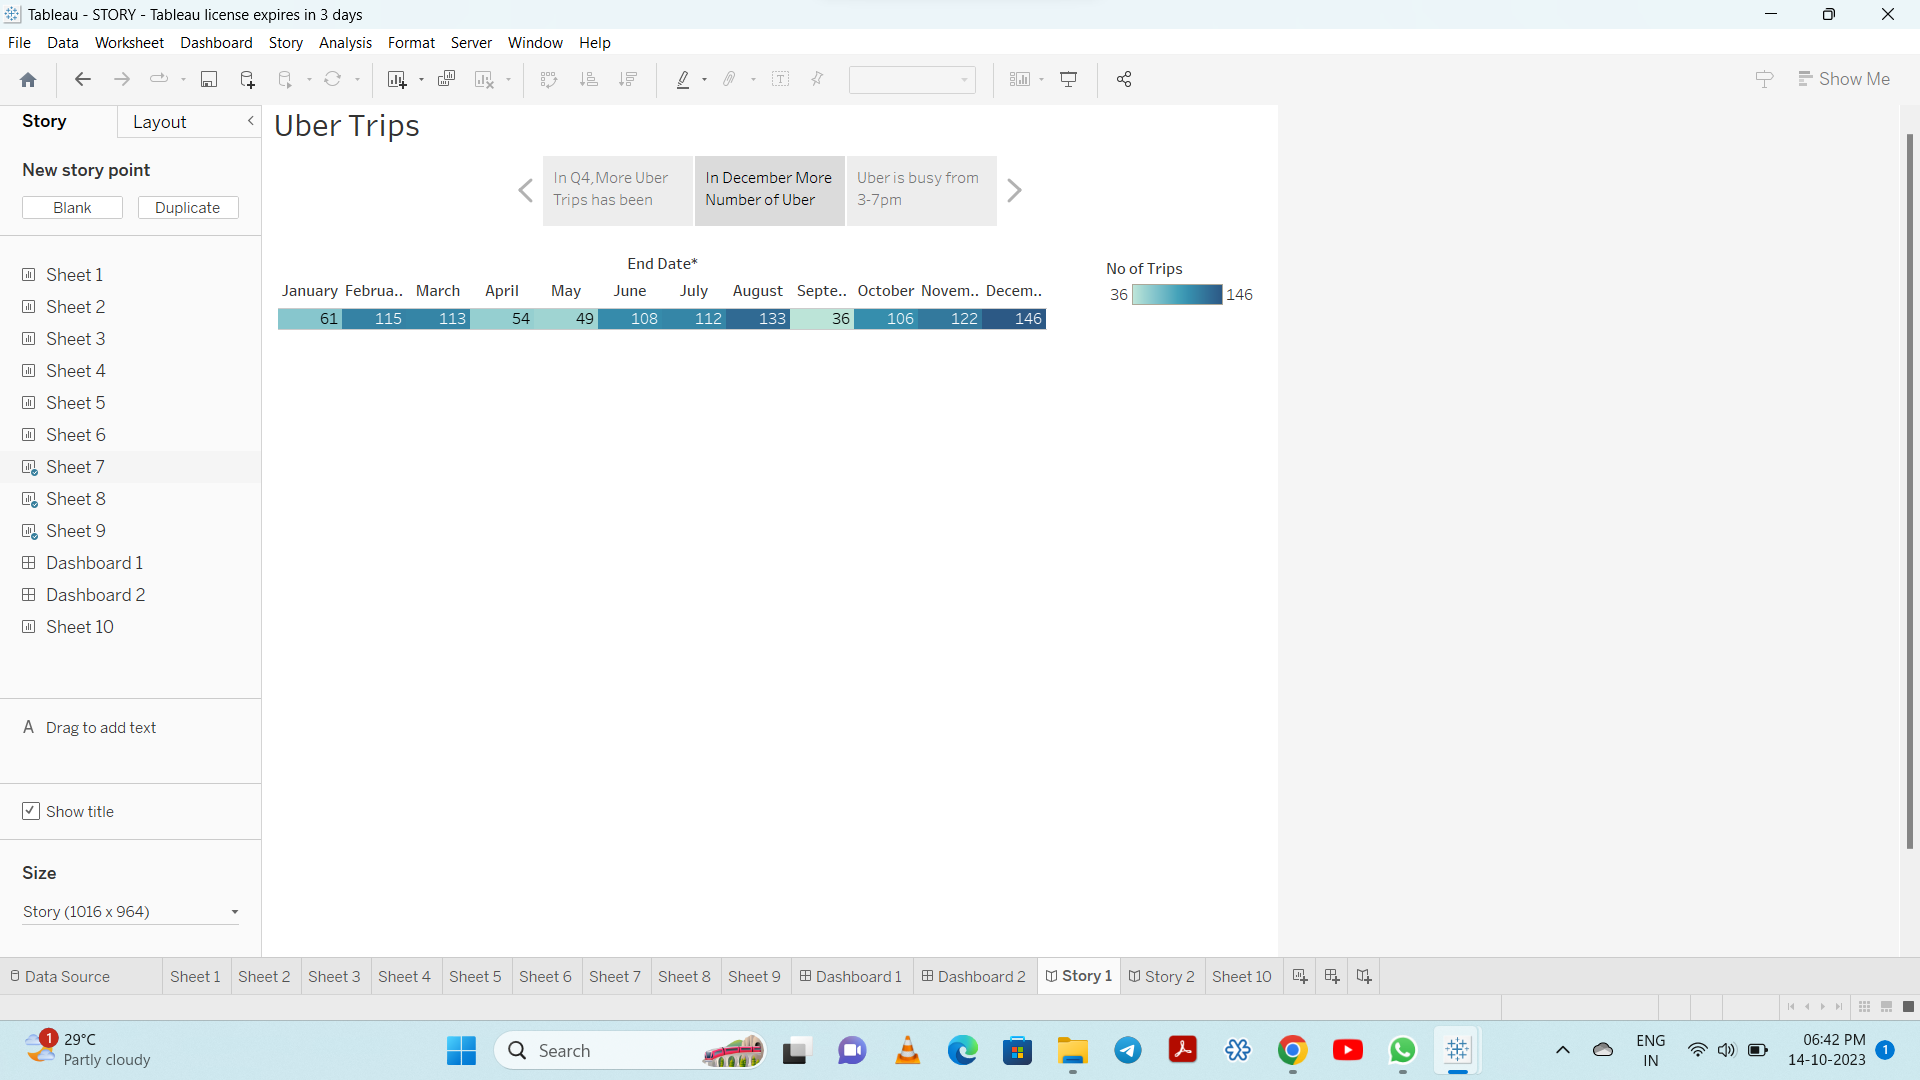 Tableau - STORY - Tableau license expires in 3 days
File Data Worksheet Dashboard Story Analysis Format Server Window Help
Show Me
Story Layout
Uber Trips
New story point
Blank Duplicate
In Q4,More Uber
Trips has been
In December More
Number of Uber
Uber is busy from
3-7pm
Sheet 1
Sheet 2
Sheet 3
Sheet 4
Sheet 5
Sheet 6
Sheet 7
Sheet 8
Sheet 9
Dashboard 1
Dashboard 2
Sheet 10
End Date*
January Februa.. March April May June July August Septe.. October Novem.. Decem..
61 115 113 54 49 108 112 133 36 106 122 146
No of Trips
36 146
A Drag to add text
Show title
Size
Story (1016 x 964)
Data Source Sheet 1 Sheet 2 Sheet 3 Sheet 4 Sheet 5 Sheet 6 Sheet 7 Sheet 8 Sheet 9 Dashboard 1 Dashboard 2 Story 1 Story 2 Sheet 10
1
29°C
Partly cloudy
Search
ENG
IN
06:42 PM
14-10-2023
1